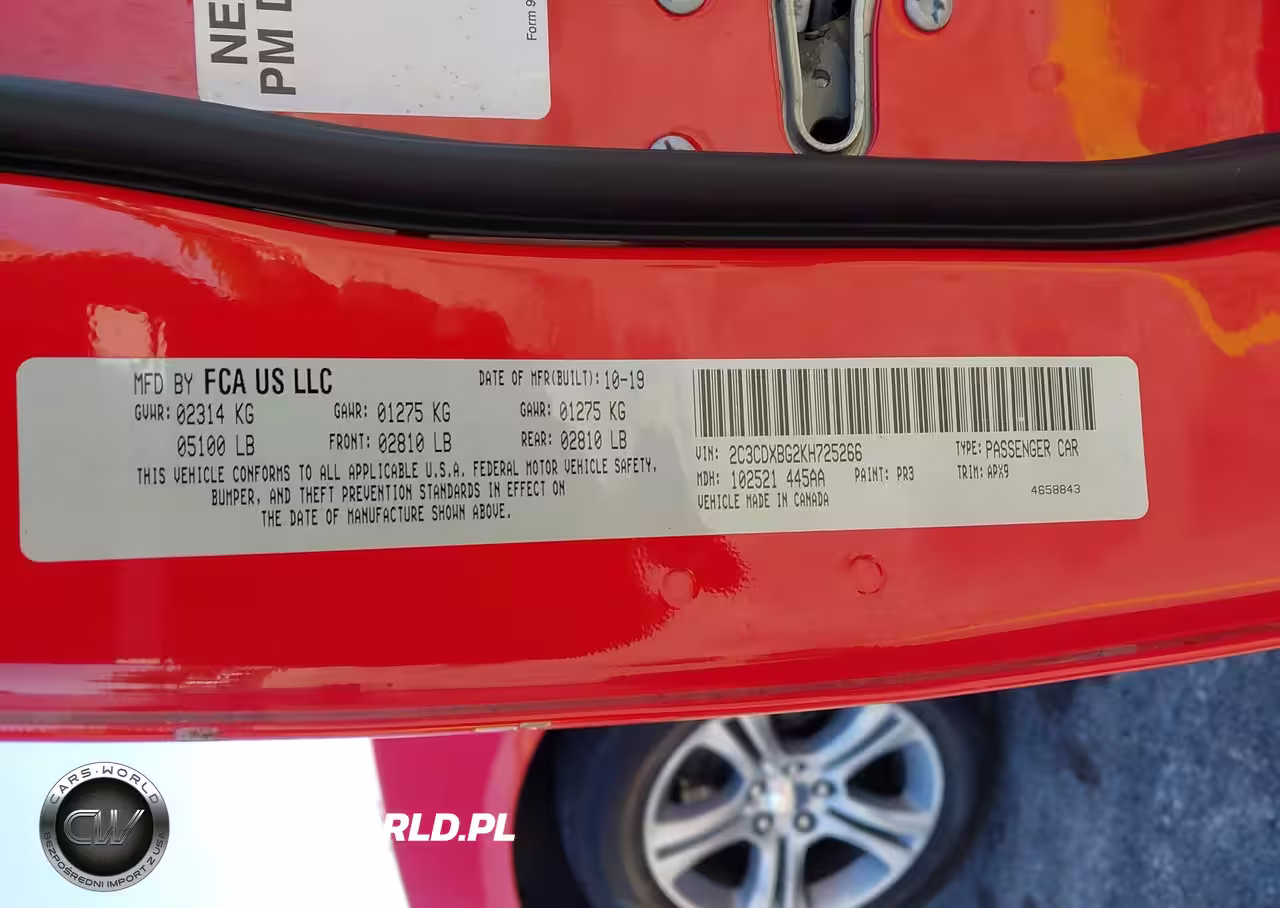 NE
PM D
Form 9
MFD BY FCA US LLC
DATE OF MFR(BUILT): 10-19
GVWR: 02314 KG
GAWR: 01275 KG
GAWR: 01275 KG
05100 LB
FRONT: 02810 LB
REAR: 02810 LB
THIS VEHICLE CONFORMS TO ALL APPLICABLE U.S.A. FEDERAL MOTOR VEHICLE SAFETY,
BUMPER, AND THEFT PREVENTION STANDARDS IN EFFECT ON
THE DATE OF MANUFACTURE SHOWN ABOVE.
VIN: 2C3CDXBG2KH725266
TYPE: PASSENGER CAR
MDH: 102521 445AA
PAINT: PR3
TRIM: APX9
VEHICLE MADE IN CANADA
4658843
CARS-WORLD
CW
BEZPOŚREDNI IMPORT Z USA
RLD.PL